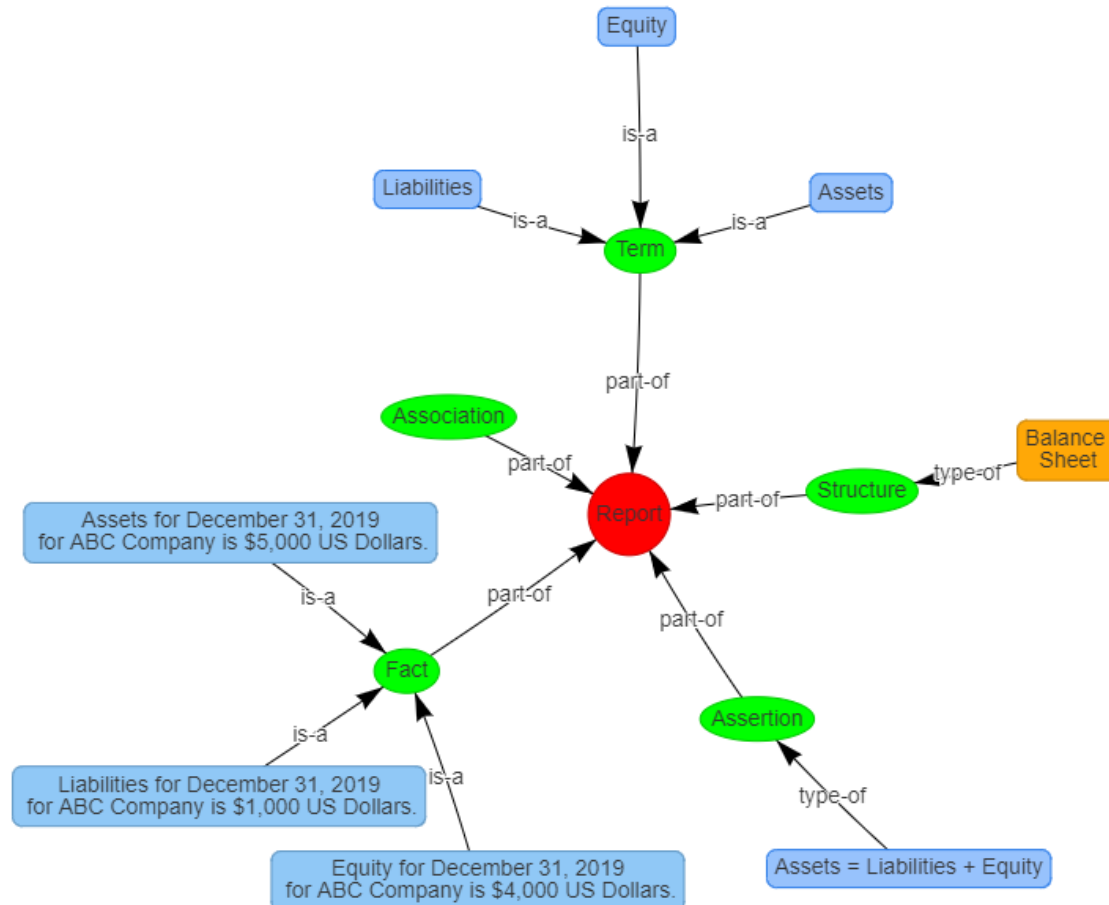 Equity
is-a
Liabilities
Assets
is-a
is-a
Term
part-of
Association
part-of
Balance
Sheet
type-of
Structure
part-of
Report
Assets for December 31, 2019
for ABC Company is $5,000 US Dollars.
is-a
part-of
part-of
Fact
Assertion
is-a
is-a
Liabilities for December 31, 2019
for ABC Company is $1,000 US Dollars.
type-of
Equity for December 31, 2019
for ABC Company is $4,000 US Dollars.
Assets = Liabilities + Equity